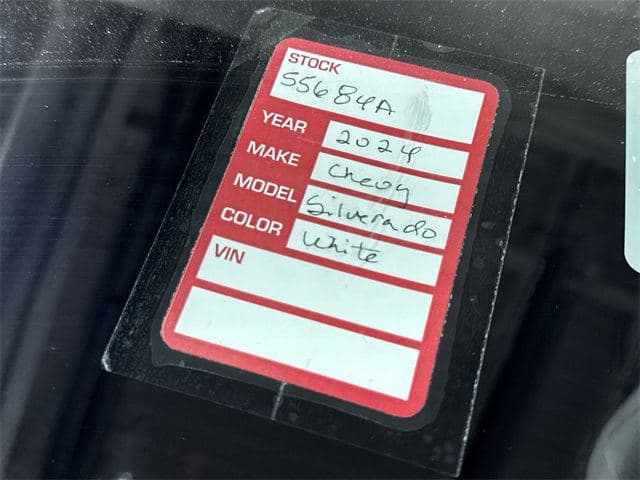 STOCK
S5684A
YEAR 2024
MAKE Chevy
MODEL Silverado
COLOR White
VIN